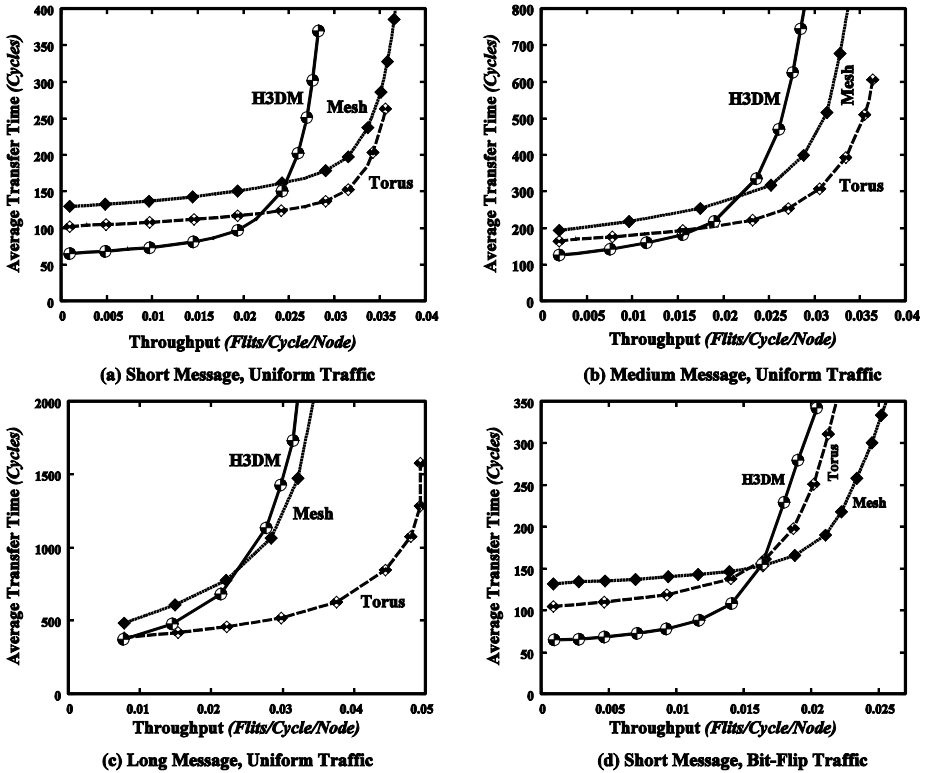 400
350
300
250
200
150
100
50
0
Average Transfer Time (Cycles)
H3DM
Mesh
Torus
0 0.005 0.01 0.015 0.02 0.025 0.03 0.035 0.04
Throughput (Flits/Cycle/Node)
(a) Short Message, Uniform Traffic
800
700
600
500
400
300
200
100
0
Average Transfer Time (Cycles)
H3DM
Mesh
Torus
0 0.005 0.01 0.015 0.02 0.025 0.03 0.035 0.04
Throughput (Flits/Cycle/Node)
(b) Medium Message, Uniform Traffic
2000
1500
1000
500
0
Average Transfer Time (Cycles)
H3DM
Mesh
Torus
0 0.01 0.02 0.03 0.04 0.05
Throughput (Flits/Cycle/Node)
(c) Long Message, Uniform Traffic
350
300
250
200
150
100
50
0
Average Transfer Time (Cycles)
H3DM
Torus
Mesh
0 0.005 0.01 0.015 0.02 0.025
Throughput (Flits/Cycle/Node)
(d) Short Message, Bit-Flip Traffic